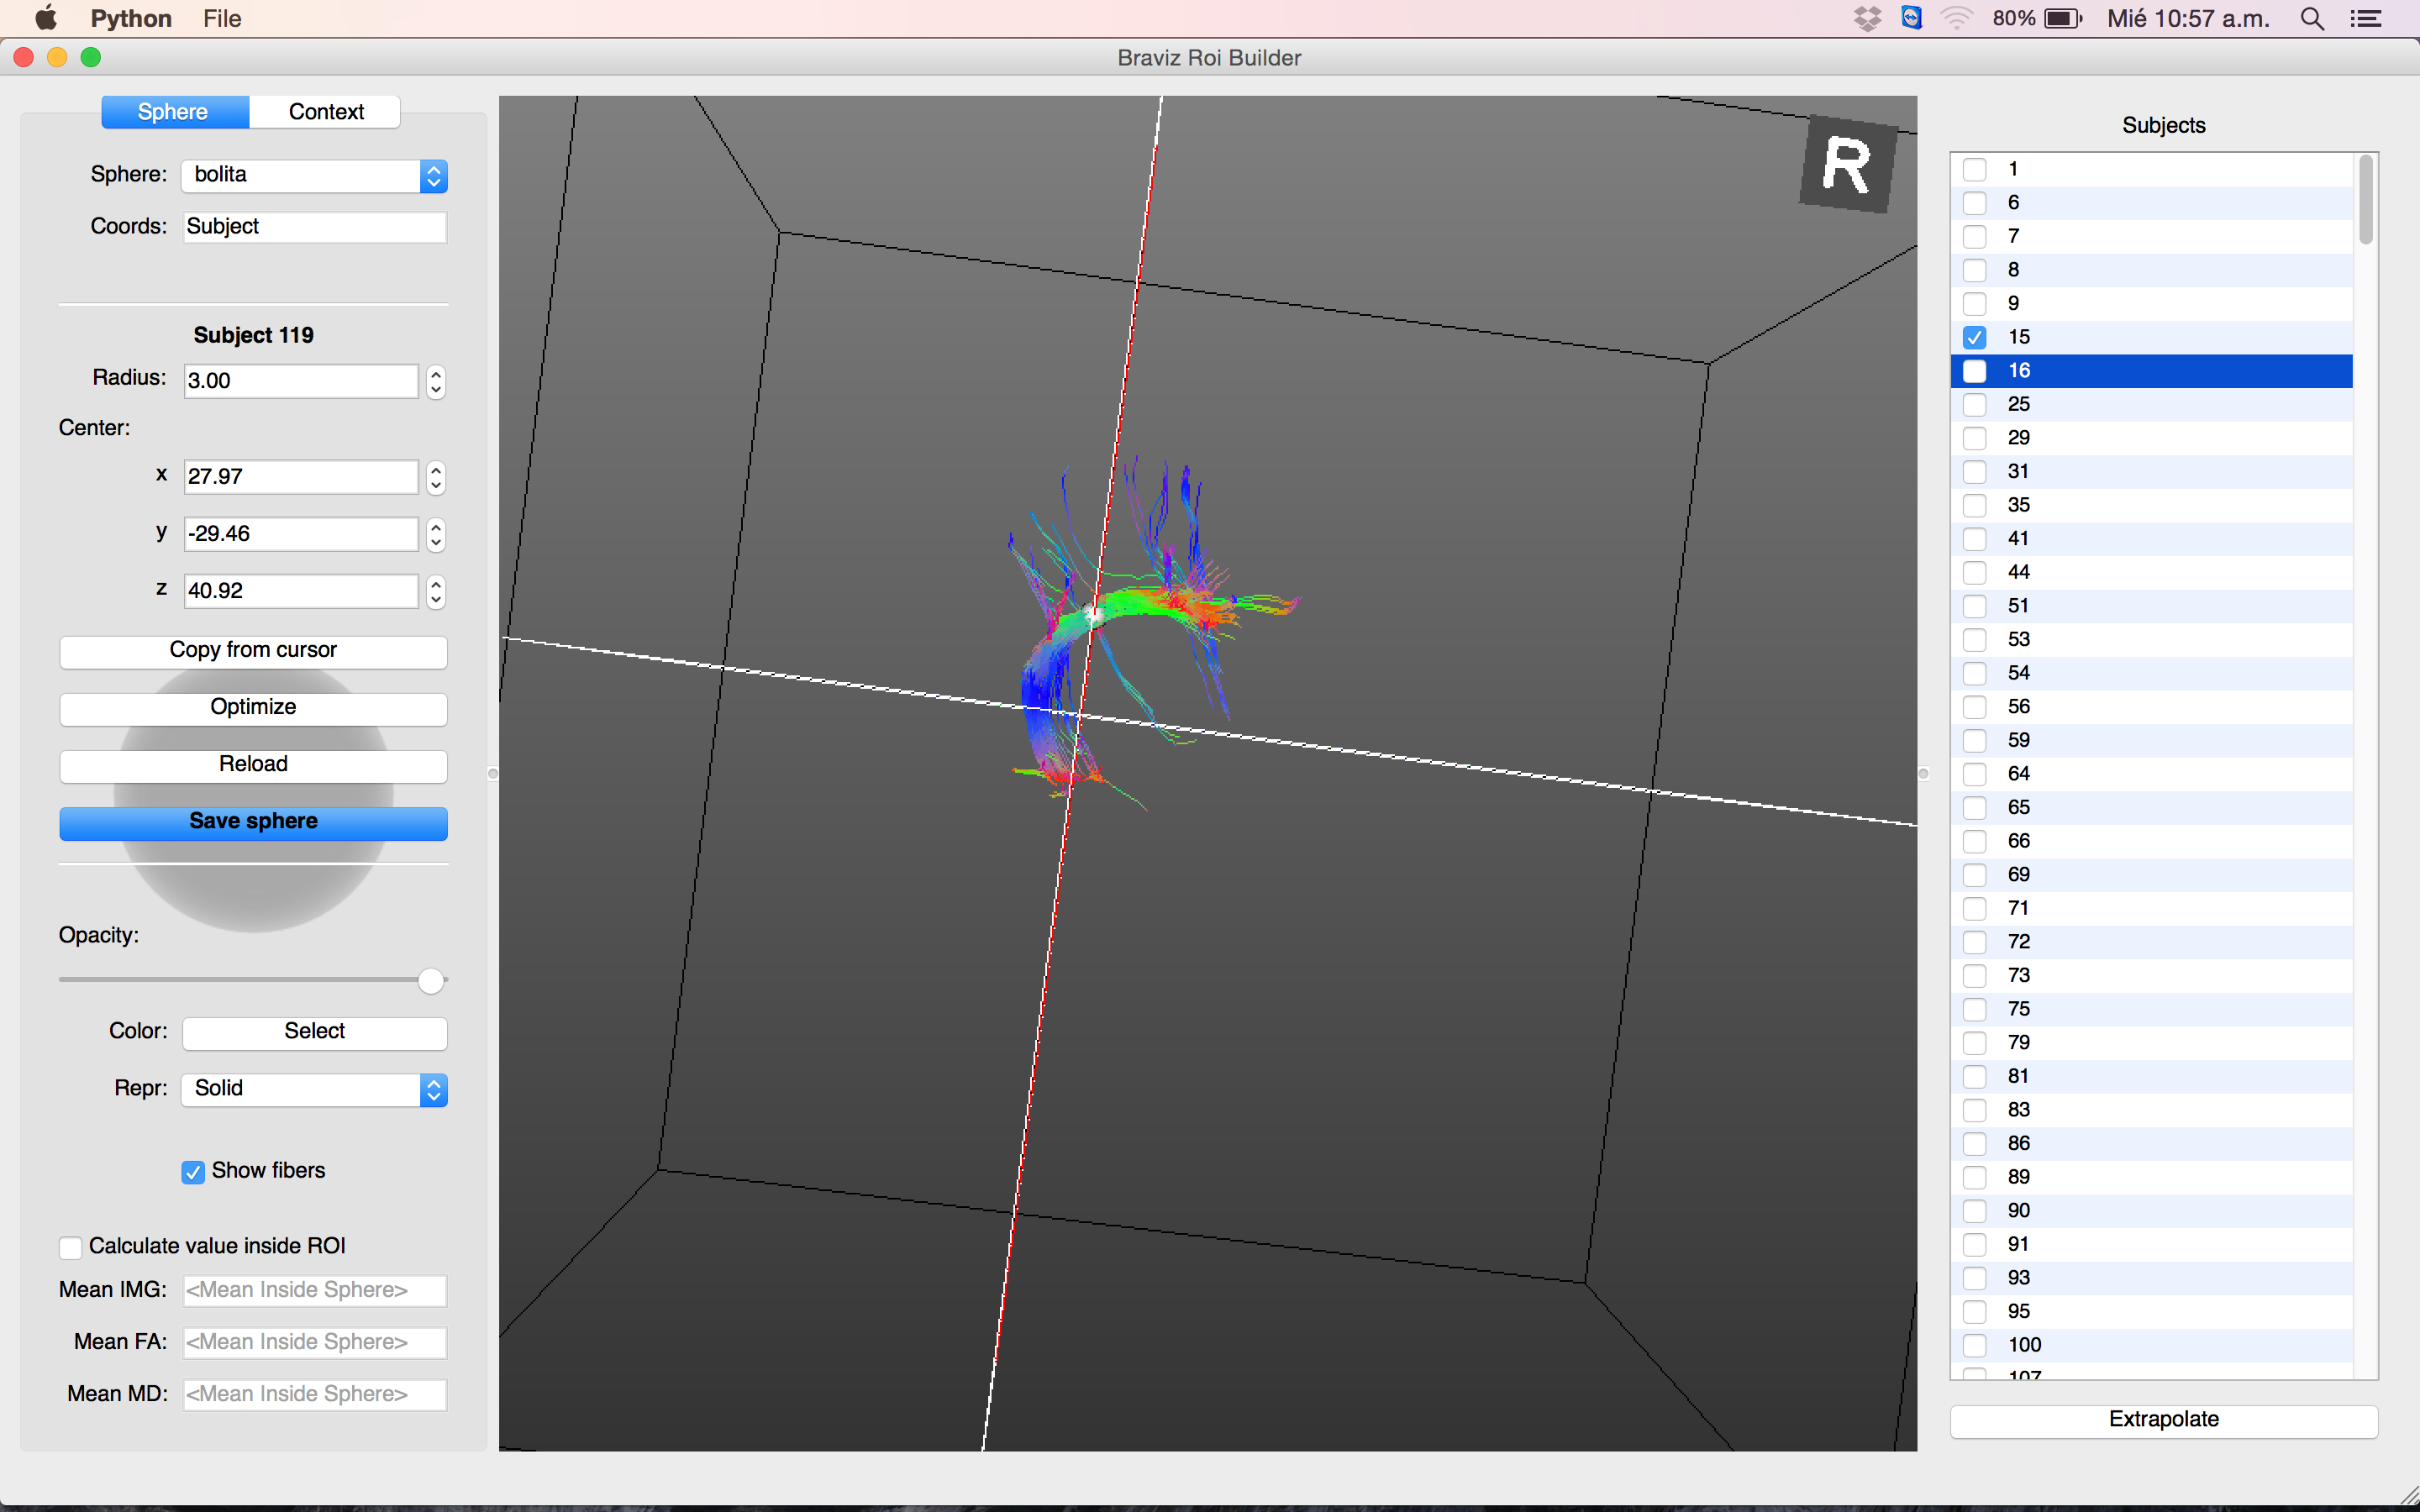 Python File 80% Mié 10:57 a.m.
Braviz Roi Builder
Sphere Context
Sphere: bolita
Coords: Subject
Subject 119
Radius: 3.00
Center:
x 27.97
y -29.46
z 40.92
Copy from cursor
Optimize
Reload
Save sphere
Opacity:
Color: Select
Repr: Solid
Show fibers
Calculate value inside ROI
Mean IMG: <Mean Inside Sphere>
Mean FA: <Mean Inside Sphere>
Mean MD: <Mean Inside Sphere>
R
Subjects
1
6
7
8
9
15
16
25
29
31
35
41
44
51
53
54
56
59
64
65
66
69
71
72
73
75
79
81
83
86
89
90
91
93
95
100
107
Extrapolate